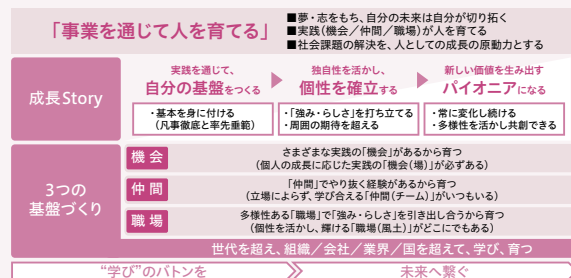 「事業を通じて人を育てる」
■夢・志をもち、自分の未来は自分が切り拓く
■実践（機会／仲間／職場）が人を育てる
■社会課題の解決を、人としての成長の原動力とする
成長Story
実践を通じて、
自分の基盤をつくる
・基本を身に付ける
（凡事徹底と率先垂範）
独自性を活かし、
個性を確立する
・「強み・らしさ」を打ち立てる
・周囲の期待を超える
新しい価値を生み出す
パイオニアになる
・常に変化し続ける
・多様性を活かし共創できる
3つの
基盤づくり
機会
さまざまな実践の「機会」があるから育つ
（個人の成長に応じた実践の「機会（場）」が必ずある）
仲間
「仲間」でやり抜く経験があるから育つ
（立場によらず、学び合える「仲間（チーム）」がいつもいる）
職場
多様性ある「職場」で「強み・らしさ」を引き出し合うから育つ
（個性を活かし、輝ける「職場（風土）」がどこにでもある）
世代を超え、組織／会社／業界／国を超えて、学び、育つ
“学び”のバトンを
未来へ繋ぐ